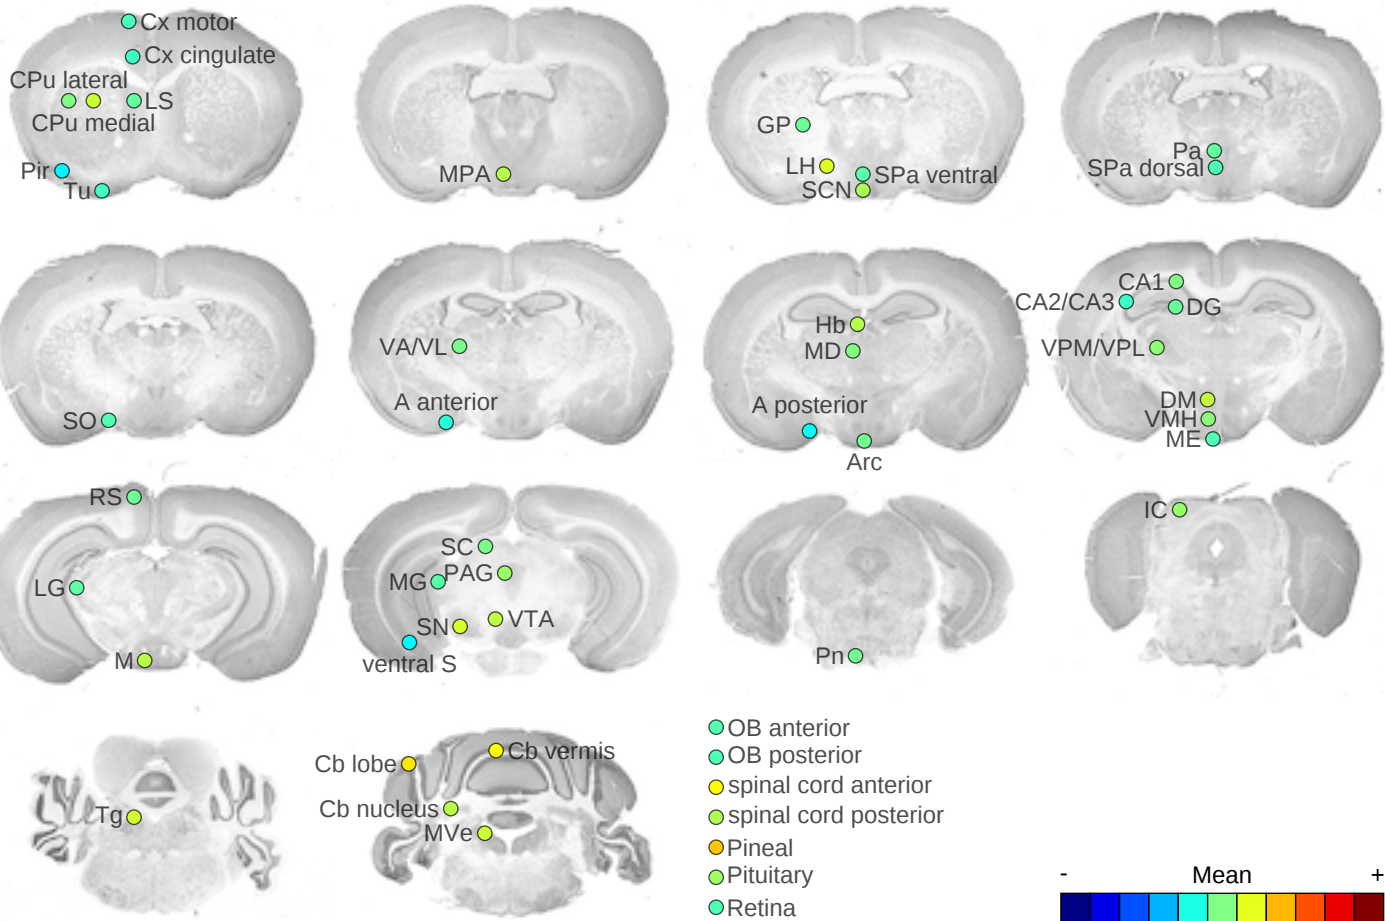 Cx motor
Cx cingulate
CPu lateral
LS
CPu medial
Pir
Tu
MPA
GP
LH
SPa ventral
SCN
Pa
SPa dorsal
SO
VA/VL
A anterior
Hb
MD
A posterior
Arc
CA1
CA2/CA3
DG
VPM/VPL
DM
VMH
ME
RS
LG
M
SC
MG
PAG
SN
VTA
ventral S
Pn
IC
Tg
Cb lobe
Cb vermis
Cb nucleus
MVe
OB anterior
OB posterior
spinal cord anterior
spinal cord posterior
Pineal
Pituitary
Retina
- Mean +